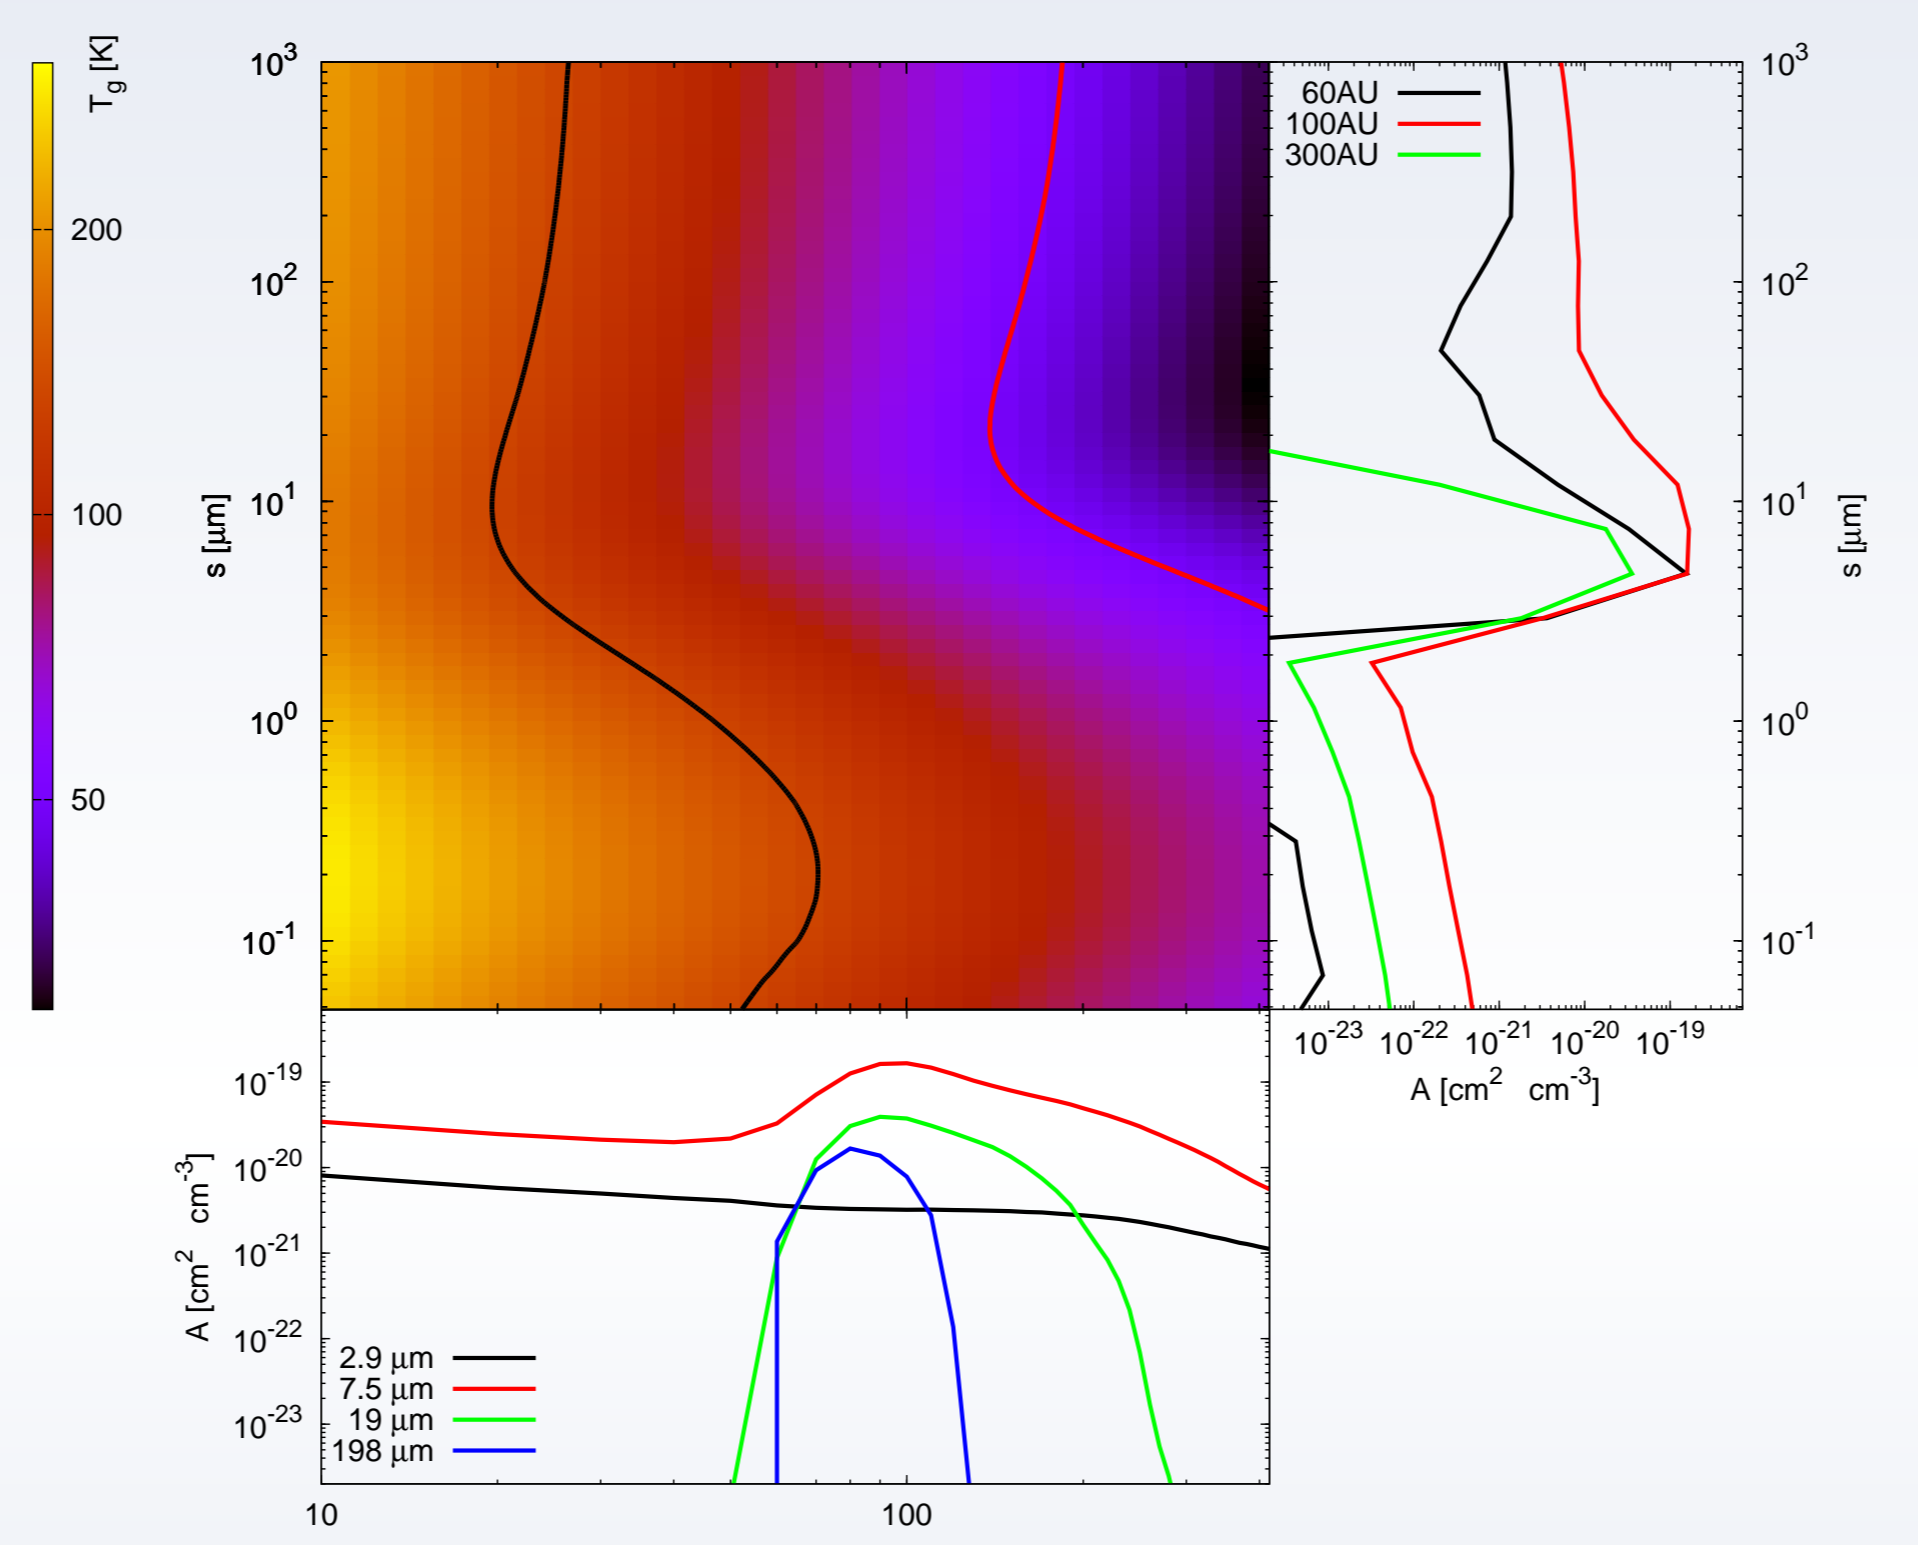 T_g [K]
200
100
50
s [μm]
10^3
10^2
10^1
10^0
10^-1
60AU
100AU
300AU
10^3
10^2
10^1
10^0
10^-1
s [μm]
10^-23 10^-22 10^-21 10^-20 10^-19
A [cm^2 cm^-3]
A [cm^2 cm^-3]
10^-19
10^-20
10^-21
10^-22
10^-23
2.9 μm
7.5 μm
19 μm
198 μm
10 100